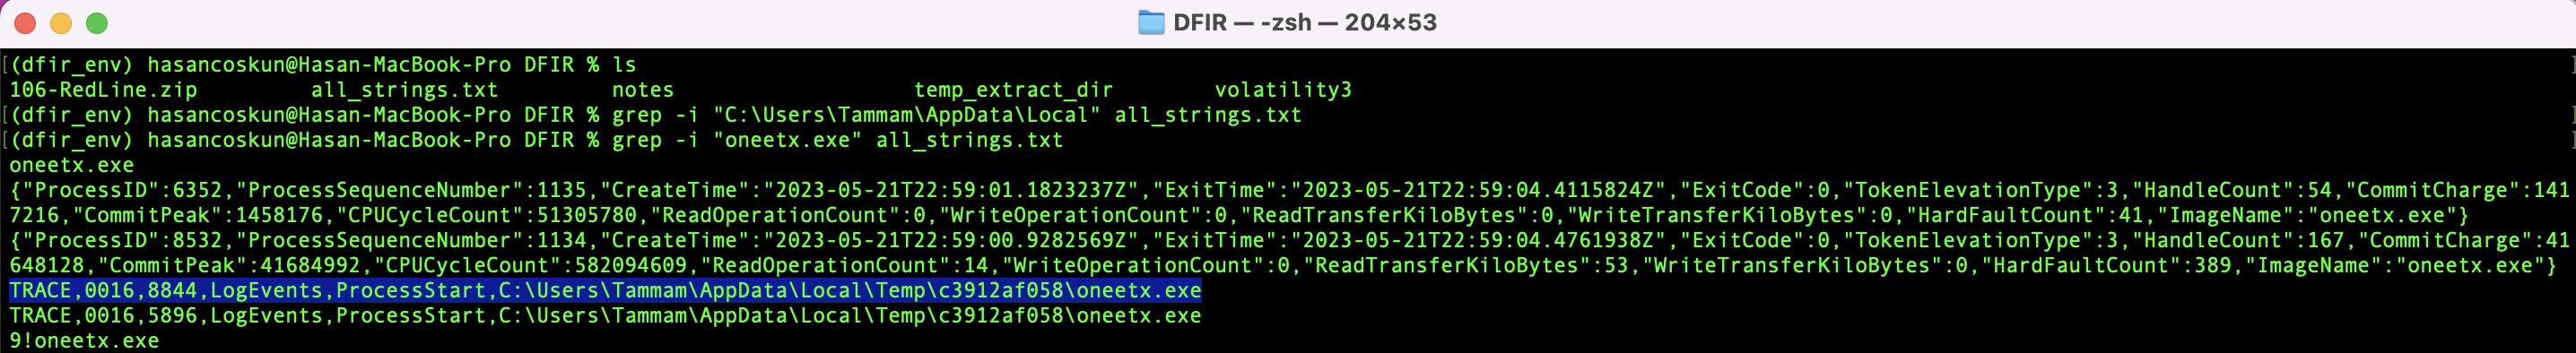 DFIR — -zsh — 204×53
[(dfir_env) hasancoskun@Hasan-MacBook-Pro DFIR % ls ]
106-RedLine.zip all_strings.txt notes temp_extract_dir volatility3
[(dfir_env) hasancoskun@Hasan-MacBook-Pro DFIR % grep -i "C:\Users\Tammam\AppData\Local" all_strings.txt ]
[(dfir_env) hasancoskun@Hasan-MacBook-Pro DFIR % grep -i "oneetx.exe" all_strings.txt ]
oneetx.exe
{"ProcessID":6352,"ProcessSequenceNumber":1135,"CreateTime":"2023-05-21T22:59:01.1823237Z","ExitTime":"2023-05-21T22:59:04.4115824Z","ExitCode":0,"TokenElevationType":3,"HandleCount":54,"CommitCharge":141
7216,"CommitPeak":1458176,"CPUCycleCount":51305780,"ReadOperationCount":0,"WriteOperationCount":0,"ReadTransferKiloBytes":0,"WriteTransferKiloBytes":0,"HardFaultCount":41,"ImageName":"oneetx.exe"}
{"ProcessID":8532,"ProcessSequenceNumber":1134,"CreateTime":"2023-05-21T22:59:00.9282569Z","ExitTime":"2023-05-21T22:59:04.4761938Z","ExitCode":0,"TokenElevationType":3,"HandleCount":167,"CommitCharge":41
648128,"CommitPeak":41684992,"CPUCycleCount":582094609,"ReadOperationCount":14,"WriteOperationCount":0,"ReadTransferKiloBytes":53,"WriteTransferKiloBytes":0,"HardFaultCount":389,"ImageName":"oneetx.exe"}
TRACE,0016,8844,LogEvents,ProcessStart,C:\Users\Tammam\AppData\Local\Temp\c3912af058\oneetx.exe
TRACE,0016,5896,LogEvents,ProcessStart,C:\Users\Tammam\AppData\Local\Temp\c3912af058\oneetx.exe
9!oneetx.exe